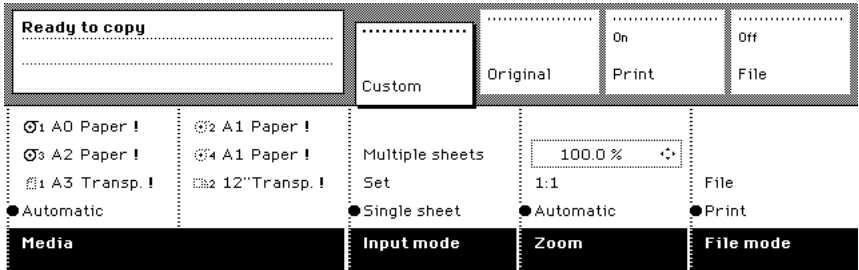 Ready to copy
Custom
Original
On
Print
Off
File
1 A0 Paper !
2 A1 Paper !
3 A2 Paper !
4 A1 Paper !
Multiple sheets
100.0 %
1 A3 Transp. !
2 12"Transp. !
Set
1:1
File
Automatic
Single sheet
Automatic
Print
Media
Input mode
Zoom
File mode